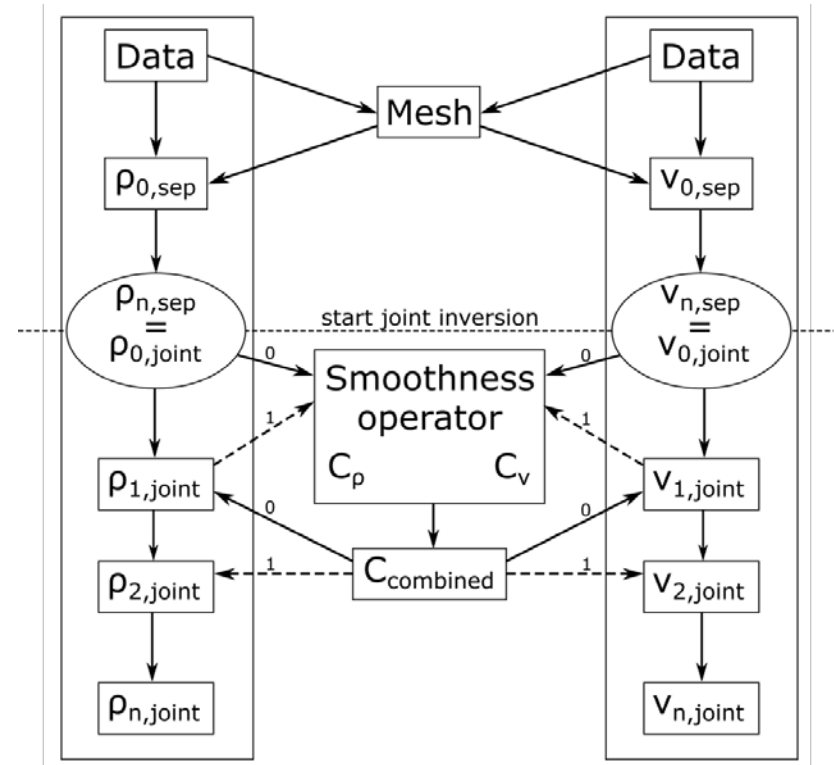 Data
Data
Mesh
ρ0,sep
v0,sep
ρn,sep
=
ρ0,joint
start joint inversion
vn,sep
=
v0,joint
0
0
Smoothness
operator
Cρ
Cv
1
1
ρ1,joint
v1,joint
0
0
Ccombined
1
1
ρ2,joint
v2,joint
ρn,joint
vn,joint